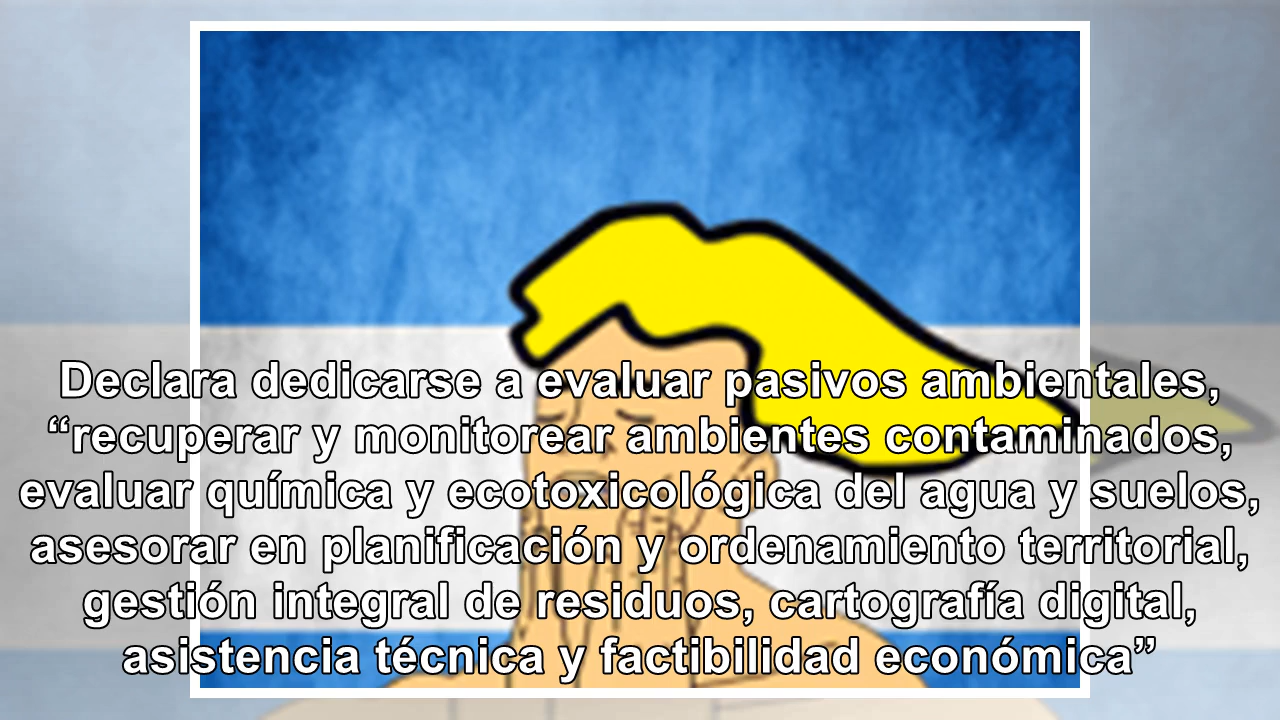 Declara dedicarse a evaluar pasivos ambientales,
“recuperar y monitorear ambientes contaminados,
evaluar química y ecotoxicológica del agua y suelos,
asesorar en planificación y ordenamiento territorial,
gestión integral de residuos, cartografía digital,
asistencia técnica y factibilidad económica”